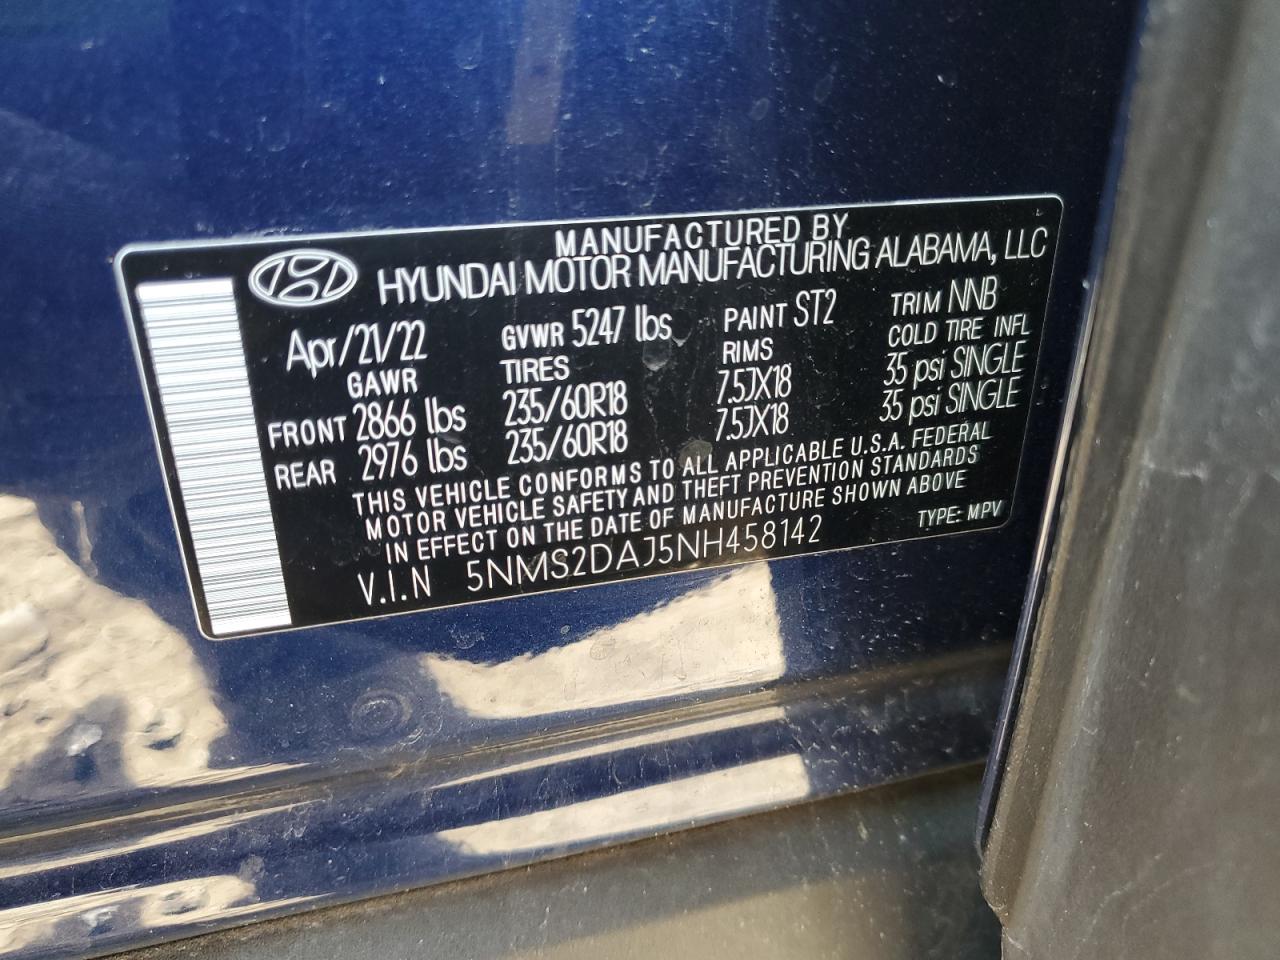 MANUFACTURED BY
HYUNDAI MOTOR MANUFACTURING ALABAMA, LLC
Apr/21/22 GVWR 5247 lbs PAINT ST2 TRIM NNB
GAWR TIRES RIMS COLD TIRE INFL
FRONT 2866 lbs 235/60R18 7.5JX18 35 psi SINGLE
REAR 2976 lbs 235/60R18 7.5JX18 35 psi SINGLE
THIS VEHICLE CONFORMS TO ALL APPLICABLE U.S.A. FEDERAL
MOTOR VEHICLE SAFETY AND THEFT PREVENTION STANDARDS
IN EFFECT ON THE DATE OF MANUFACTURE SHOWN ABOVE
V.I.N 5NMS2DAJ5NH458142 TYPE: MPV